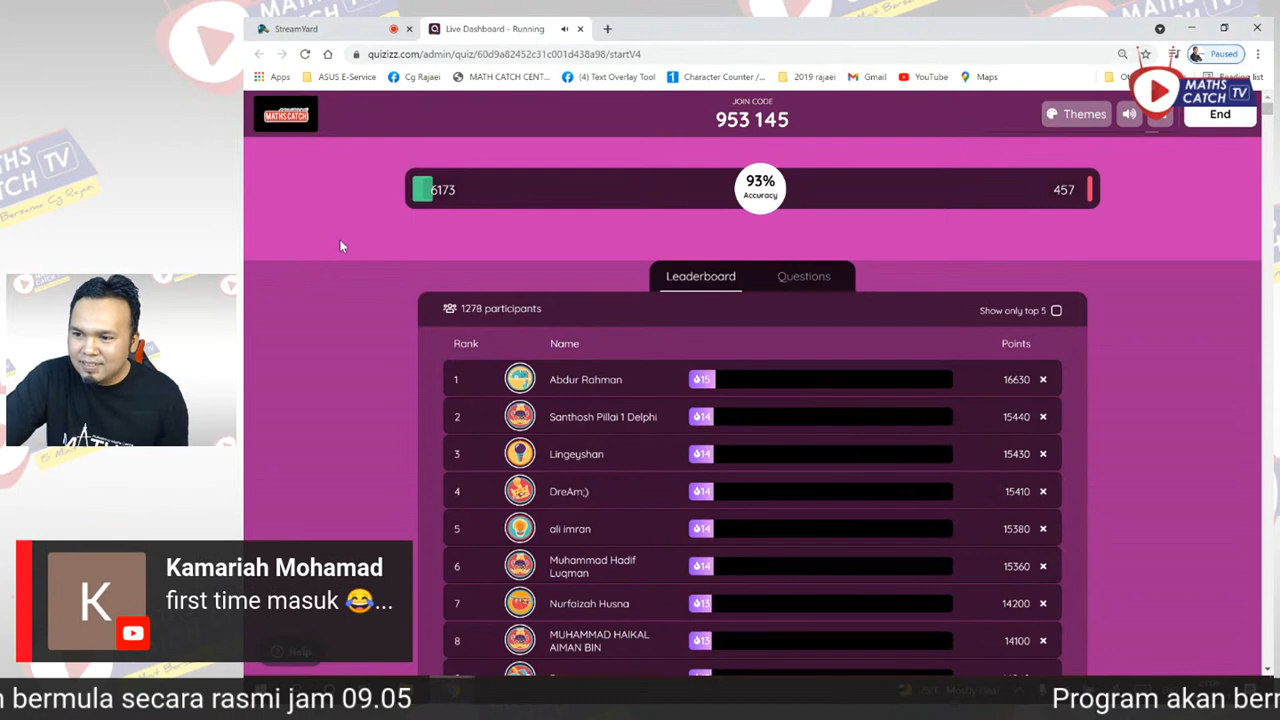 StreamYard
Live Dashboard - Running
quizizz.com/admin/quiz/60d9a82452c31c001d438a98/startV4
Paused
Apps
ASUS E-Service
Cg Rajaei
MATH CATCH CENT...
(4) Text Overlay Tool
Character Counter /...
2019 rajaei
Gmail
YouTube
Maps
MATHS CATCH TV
MATHS CATCH
JOIN CODE
953 145
Themes
End
6173
93%
Accuracy
457
Leaderboard
Questions
1278 participants
Show only top 5
Rank Name Points
1 Abdur Rahman 15 16630
2 Santhosh Pillai 1 Delphi 14 15440
3 Lingeyshan 14 15430
4 DreAm;) 14 15410
5 ali imran 14 15380
6 Muhammad Hadif Luqman 14 15360
7 Nurfaizah Husna 13 14200
8 MUHAMMAD HAIKAL AIMAN BIN 13 14100
Help
K
Kamariah Mohamad
first time masuk 😂...
bermula secara rasmi jam 09.05
Program akan